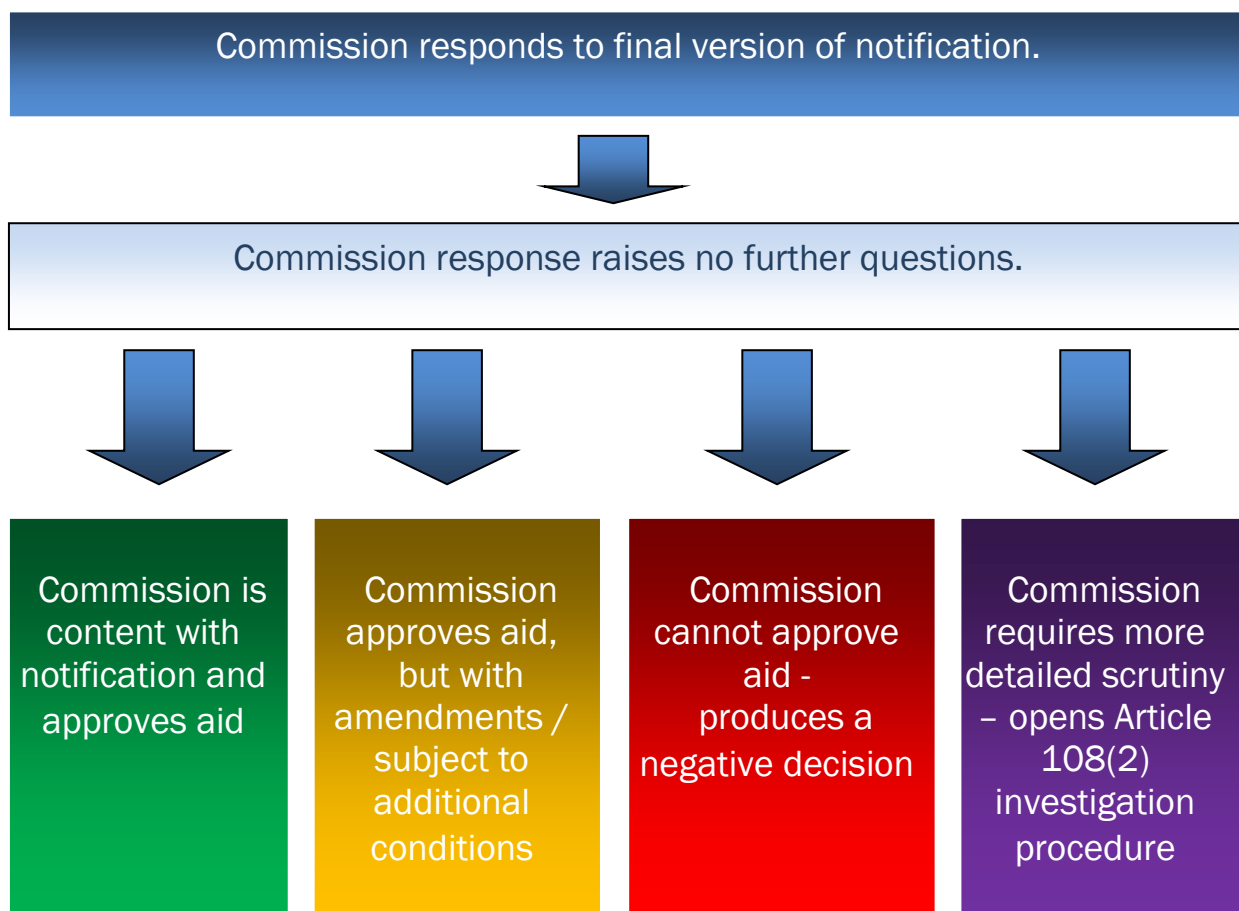 Commission responds to final version of notification.
Commission response raises no further questions.
Commission is
content with
notification and
approves aid
Commission
approves aid,
but with
amendments /
subject to
additional
conditions
Commission
cannot approve
aid -
produces a
negative decision
Commission
requires more
detailed scrutiny
– opens Article
108(2)
investigation
procedure